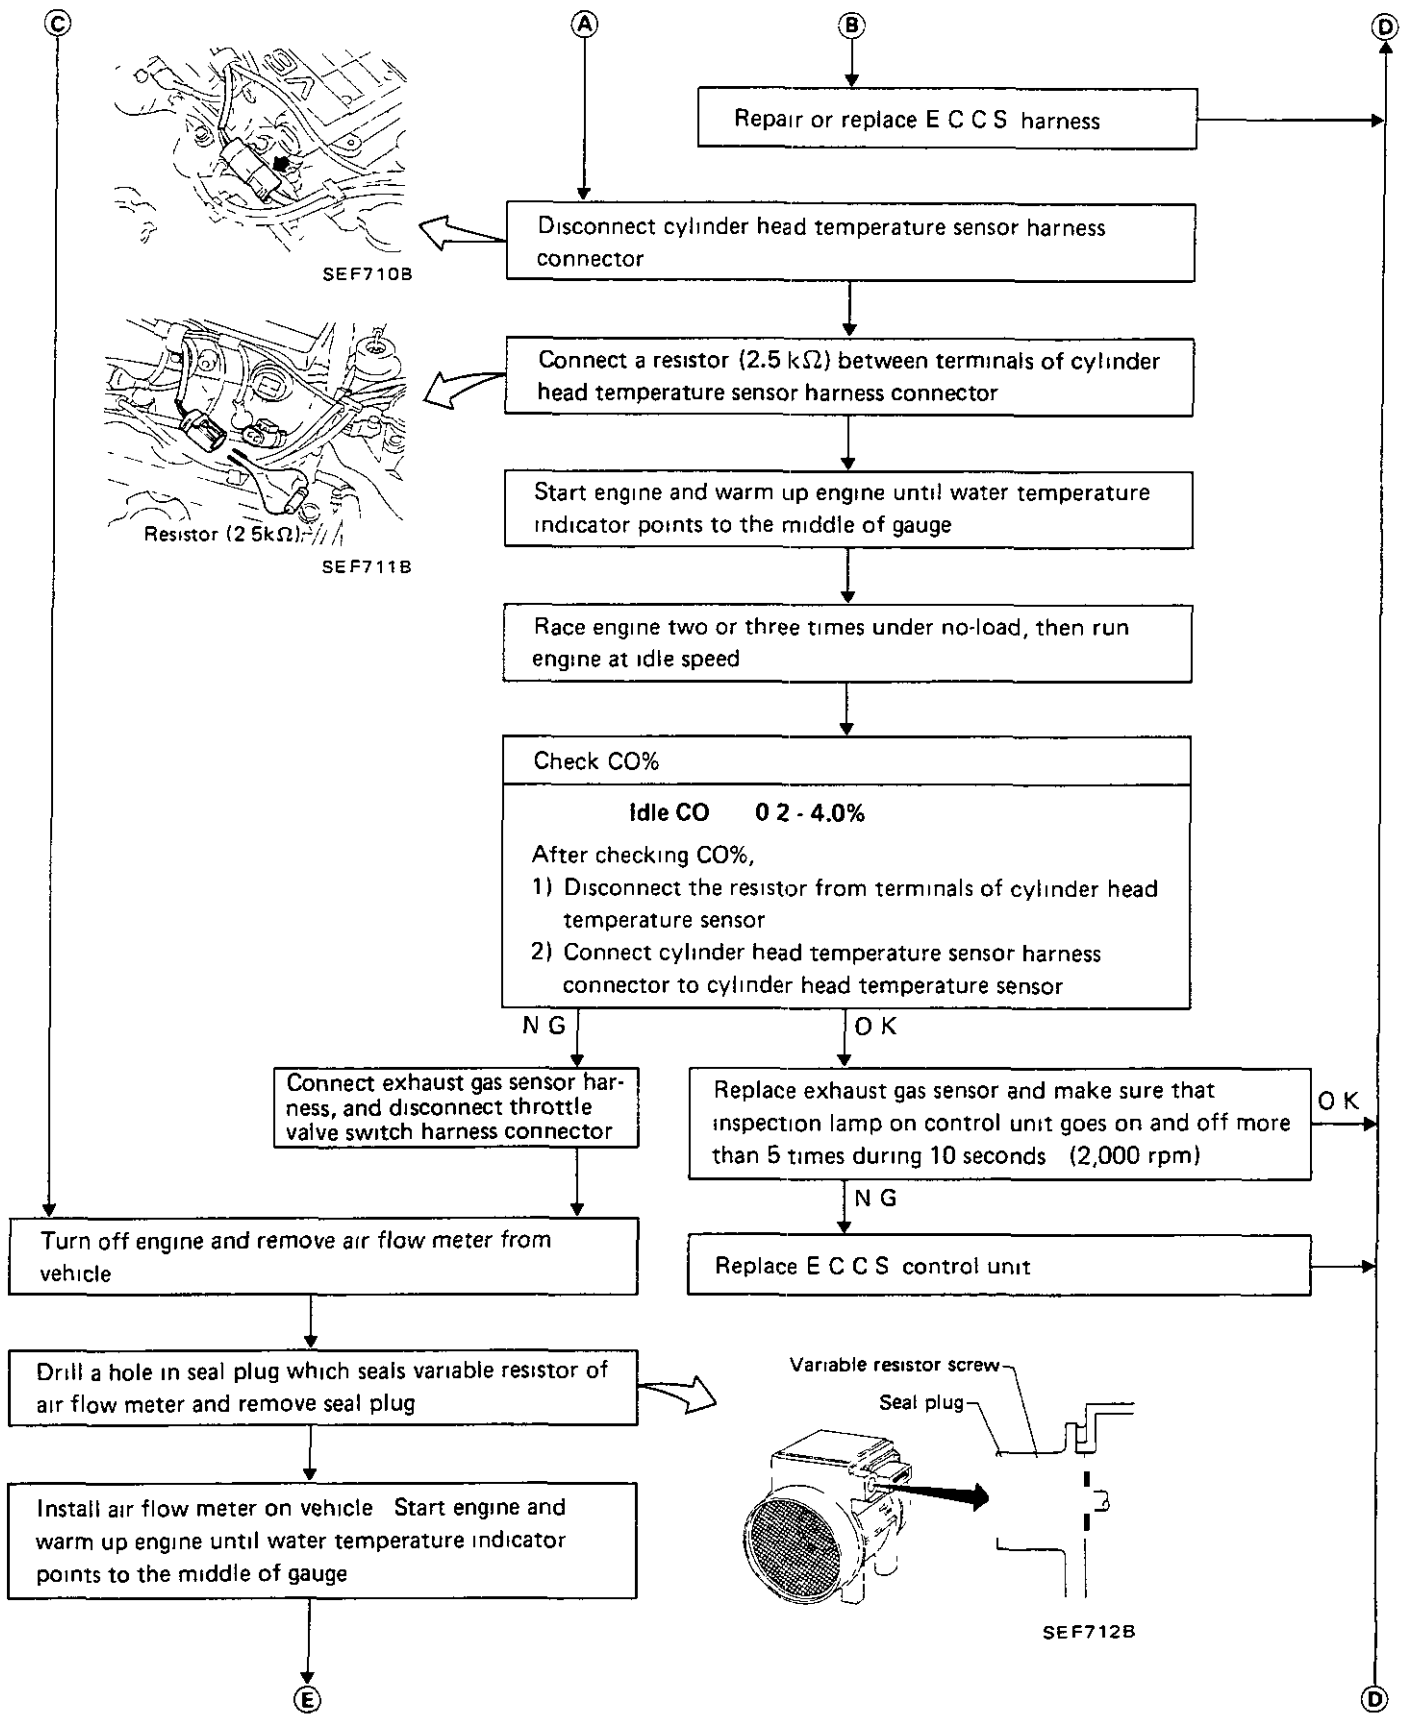 C
A
B
D
Repair or replace E C C S harness
Disconnect cylinder head temperature sensor harness
connector
SEF710B
Connect a resistor (2.5 kΩ) between terminals of cylinder
head temperature sensor harness connector
Resistor (2 5kΩ)
SEF711B
Start engine and warm up engine until water temperature
indicator points to the middle of gauge
Race engine two or three times under no-load, then run
engine at idle speed
Check CO%
Idle CO 0 2 - 4.0%
After checking CO%,
1) Disconnect the resistor from terminals of cylinder head
temperature sensor
2) Connect cylinder head temperature sensor harness
connector to cylinder head temperature sensor
N G
O K
Connect exhaust gas sensor har-
ness, and disconnect throttle
valve switch harness connector
Replace exhaust gas sensor and make sure that
inspection lamp on control unit goes on and off more
than 5 times during 10 seconds (2,000 rpm)
O K
N G
Turn off engine and remove air flow meter from
vehicle
Replace E C C S control unit
Drill a hole in seal plug which seals variable resistor of
air flow meter and remove seal plug
Variable resistor screw
Seal plug
Install air flow meter on vehicle Start engine and
warm up engine until water temperature indicator
points to the middle of gauge
SEF712B
E
D